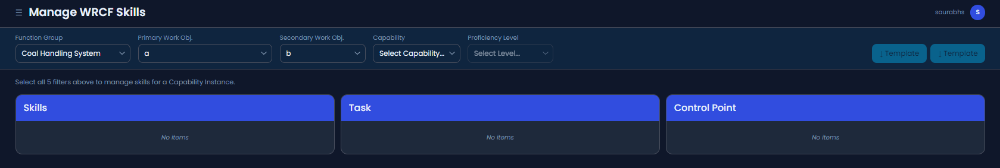 ☰ Manage WRCF Skills
saurabhs S
Function Group Primary Work Obj. Secondary Work Obj. Capability Proficiency Level
Coal Handling System a b Select Capability... Select Level... ↓ Template ↓ Template
Select all 5 filters above to manage skills for a Capability Instance.
Skills Task Control Point
No items No items No items